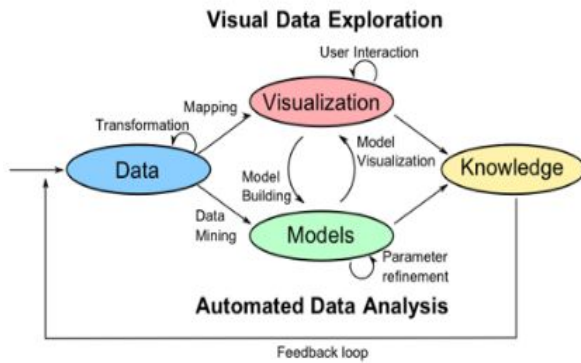 Visual Data Exploration
User Interaction
Visualization
Mapping
Transformation
Data
Model
Building
Model
Visualization
Knowledge
Data
Mining
Models
Parameter
refinement
Automated Data Analysis
Feedback loop